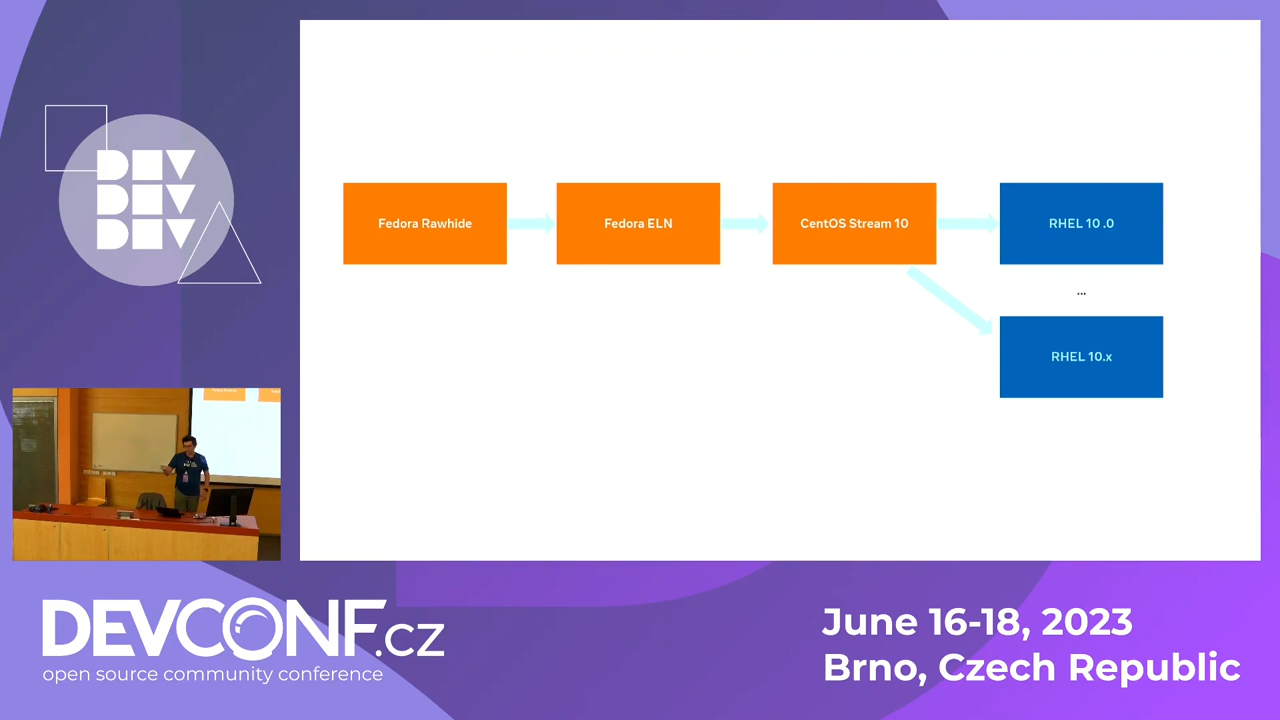 DEV
DEV
DEV
Fedora Rawhide
Fedora ELN
CentOS Stream 10
RHEL 10 .0
...
RHEL 10.x
DEVCONF.cz
open source community conference
June 16-18, 2023
Brno, Czech Republic